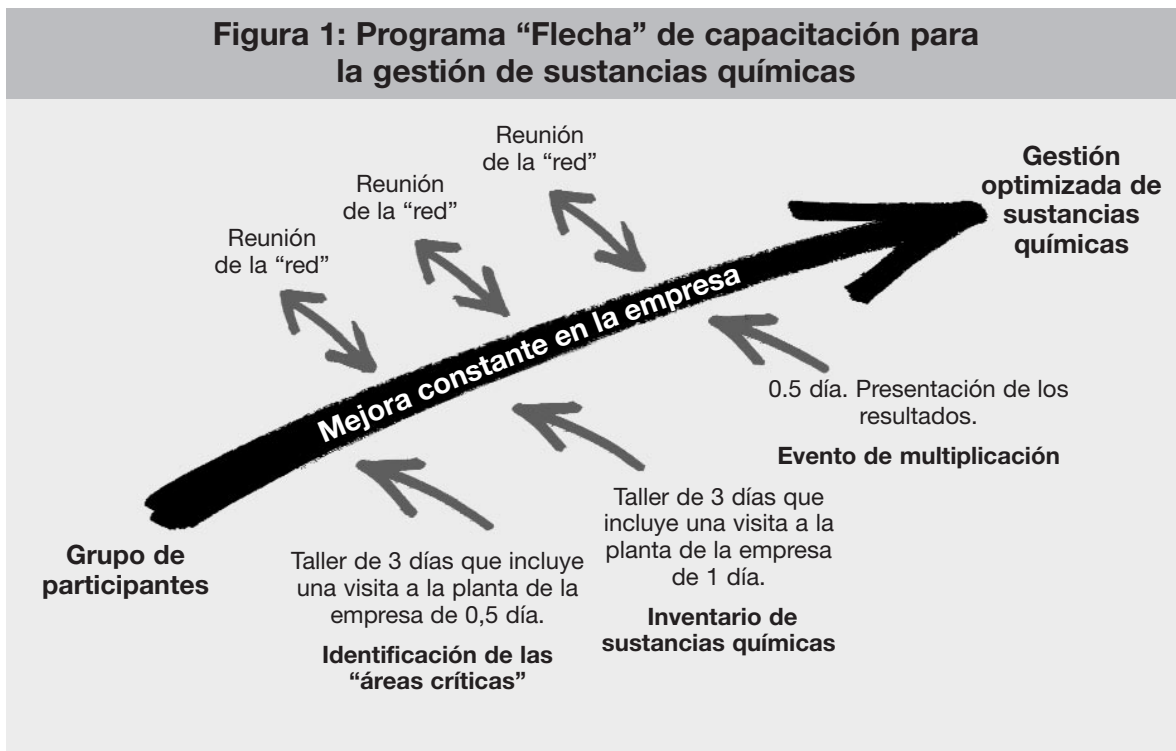 Figura 1: Programa “Flecha” de capacitación para
la gestión de sustancias químicas
Reunión
de la “red”
Reunión
de la “red”
Reunión
de la “red”
Gestión
optimizada de
sustancias
químicas
Mejora constante en la empresa
0.5 día. Presentación de los
resultados.
Evento de multiplicación
Taller de 3 días que
incluye una visita a la
planta de la empresa
de 1 día.
Inventario de
sustancias químicas
Grupo de
participantes
Taller de 3 días que incluye
una visita a la planta de la
empresa de 0,5 día.
Identificación de las
“áreas críticas”